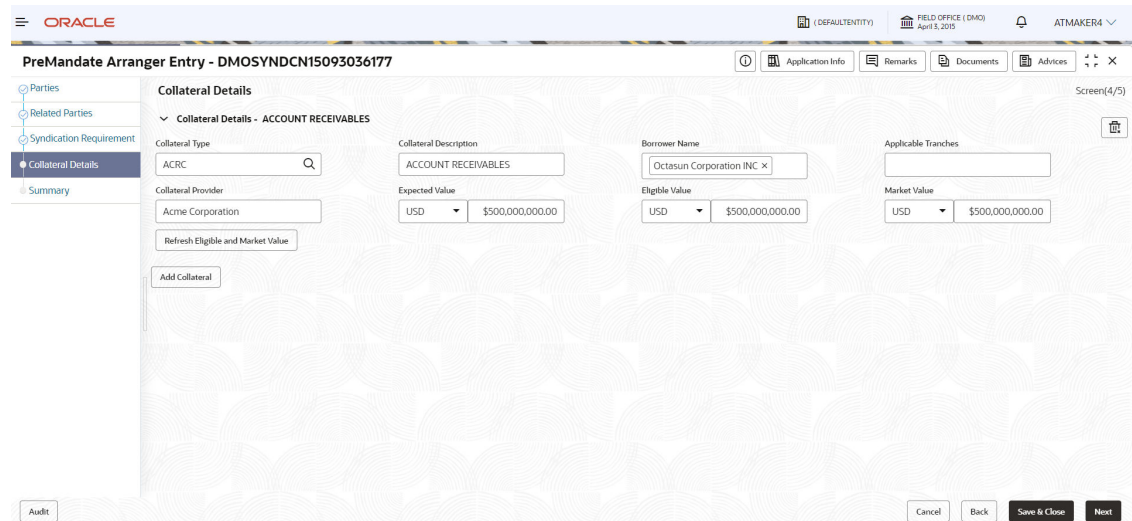 ORACLE
(DEFAULTENTITY)
FIELD OFFICE ( DMO)
April 3, 2015
ATMAKER4
PreMandate Arranger Entry - DMOSYNDCN15093036177
Application Info
Remarks
Documents
Advices
Parties
Related Parties
Syndication Requirement
Collateral Details
Summary
Collateral Details
Screen(4/5)
Collateral Details - ACCOUNT RECEIVABLES
Collateral Type
Collateral Description
Borrower Name
Applicable Tranches
ACRC
ACCOUNT RECEIVABLES
Octasun Corporation INC ×
Collateral Provider
Expected Value
Eligible Value
Market Value
Acme Corporation
USD
$500,000,000.00
USD
$500,000,000.00
USD
$500,000,000.00
Refresh Eligible and Market Value
Add Collateral
Audit
Cancel
Back
Save & Close
Next